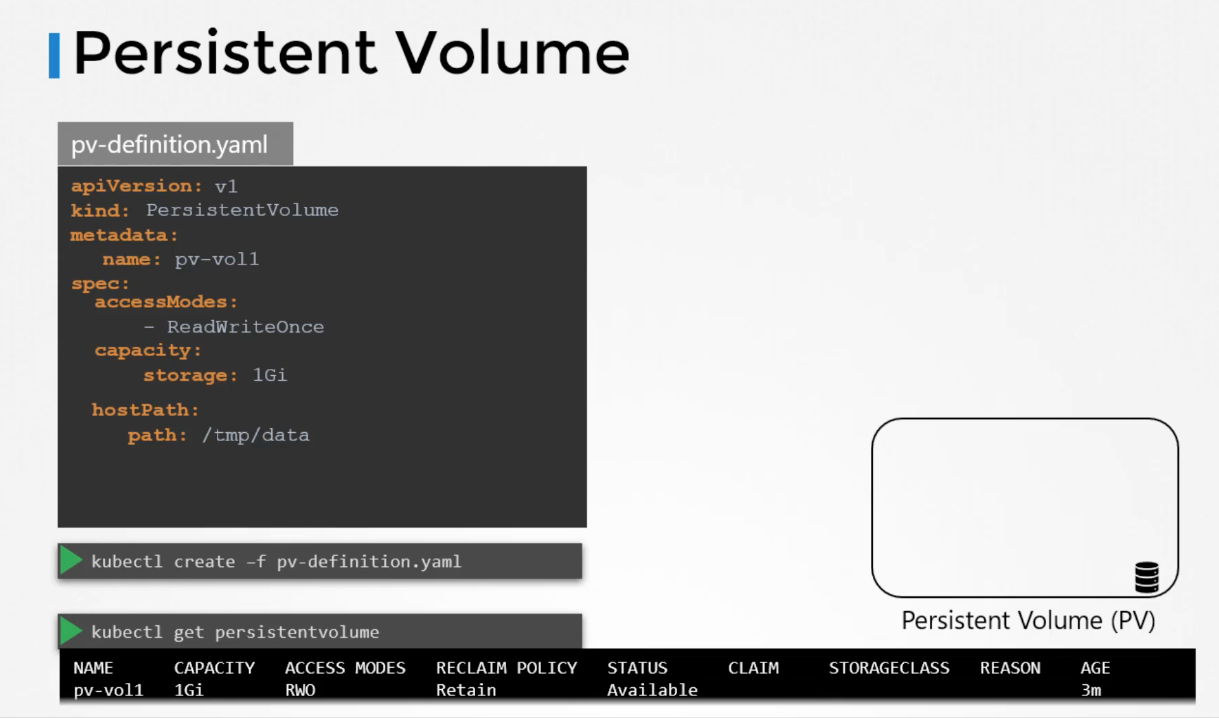 Persistent Volume
pv-definition.yaml
apiVersion: v1
kind: PersistentVolume
metadata:
name: pv-vol1
spec:
accessModes:
- ReadWriteOnce
capacity:
storage: 1Gi
hostPath:
path: /tmp/data
kubectl create –f pv-definition.yaml
Persistent Volume (PV)
kubectl get persistentvolume
NAME CAPACITY ACCESS MODES RECLAIM POLICY STATUS CLAIM STORAGECLASS REASON AGE
pv-vol1 1Gi RWO Retain Available 3m